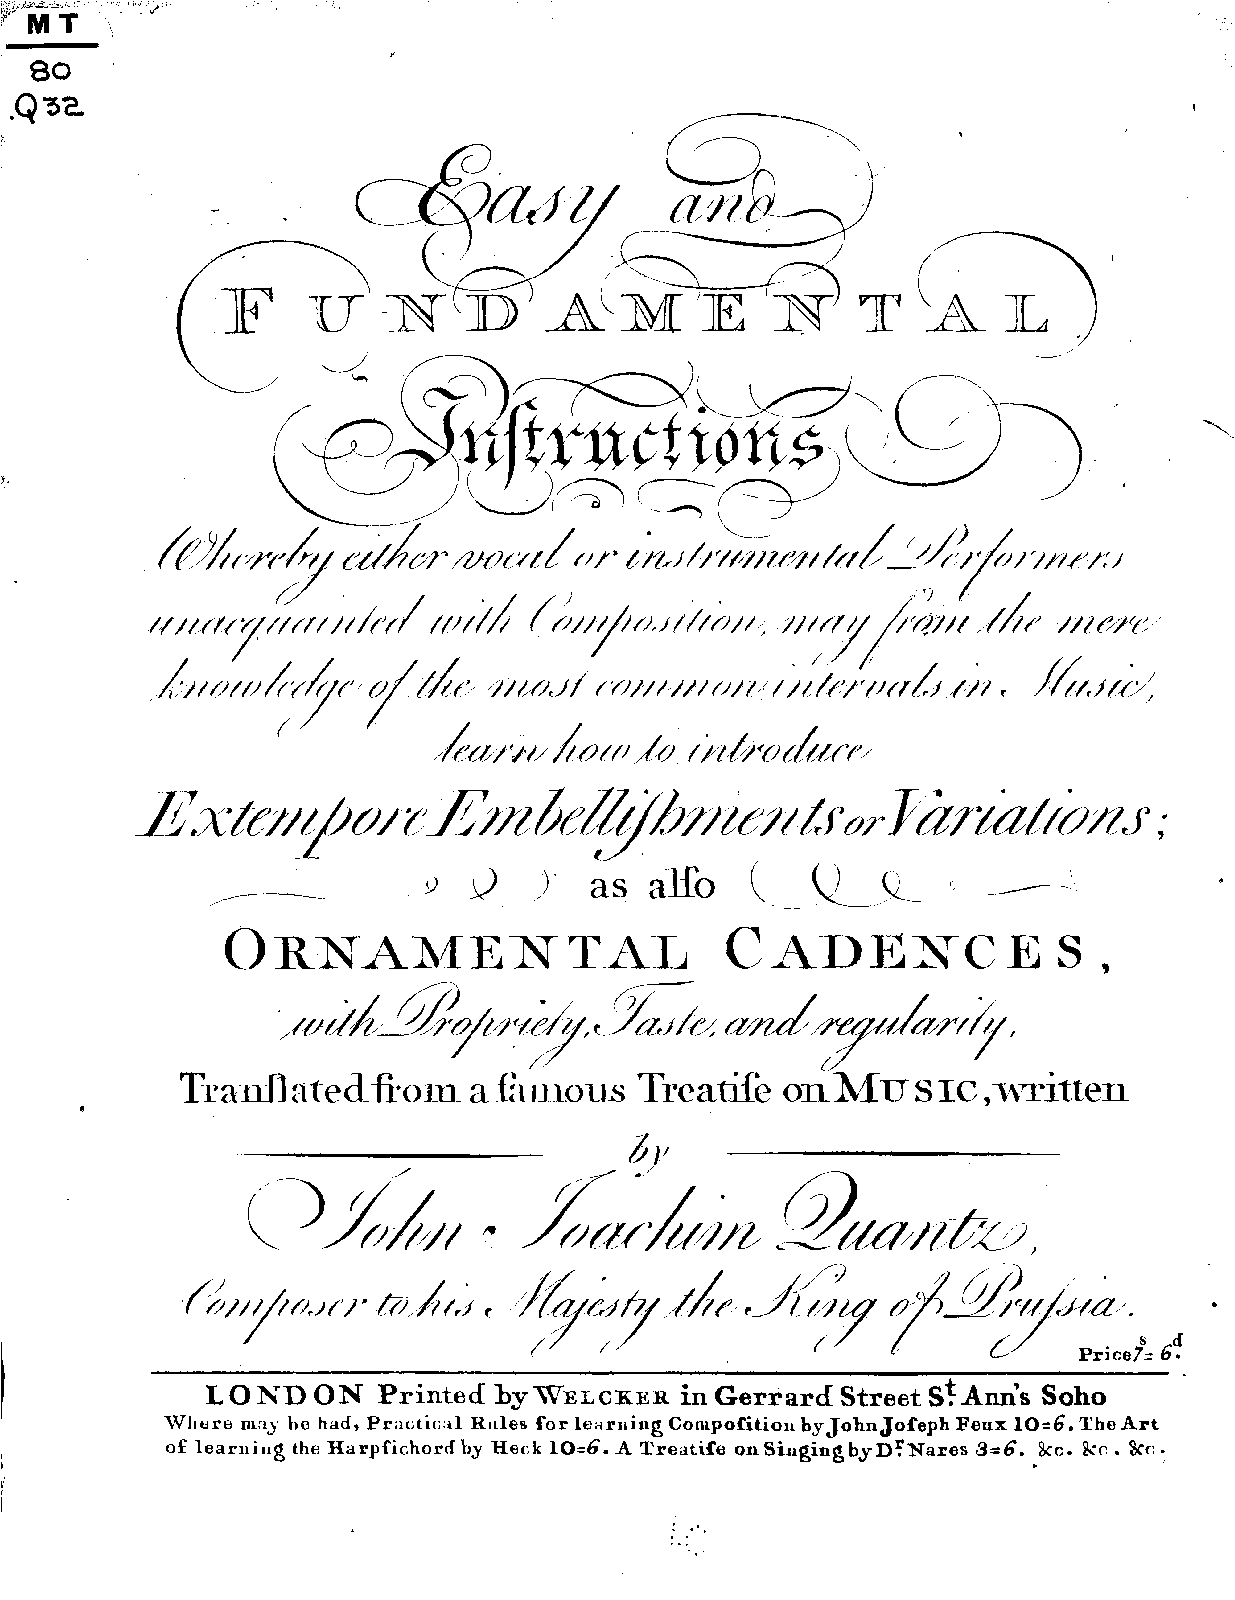 MT
80
.Q32
Easy and
FUNDAMENTAL
Inſtructions
Whereby either vocal or instrumental Performers
unacquainted with Composition, may from the mere
knowledge of the most common intervals in Music,
learn how to introduce
Extempore Embelliſhments or Variations;
as alſo
ORNAMENTAL CADENCES,
with Propriety, Taste, and regularity,
Tranſlated from a famous Treatiſe on MUSIC, written
by
John Joachim Quantz,
Composer to his Majesty the King of Pruſsia.
Price 7s= 6d.
LONDON Printed by WELCKER in Gerrard Street St. Ann's Soho
Where may be had, Practical Rules for learning Compoſition by John Joſeph Feux 10=6. The Art
of learning the Harpſichord by Heck 10=6. A Treatiſe on Singing by Dr. Nares 3=6. &c. &c. &c.